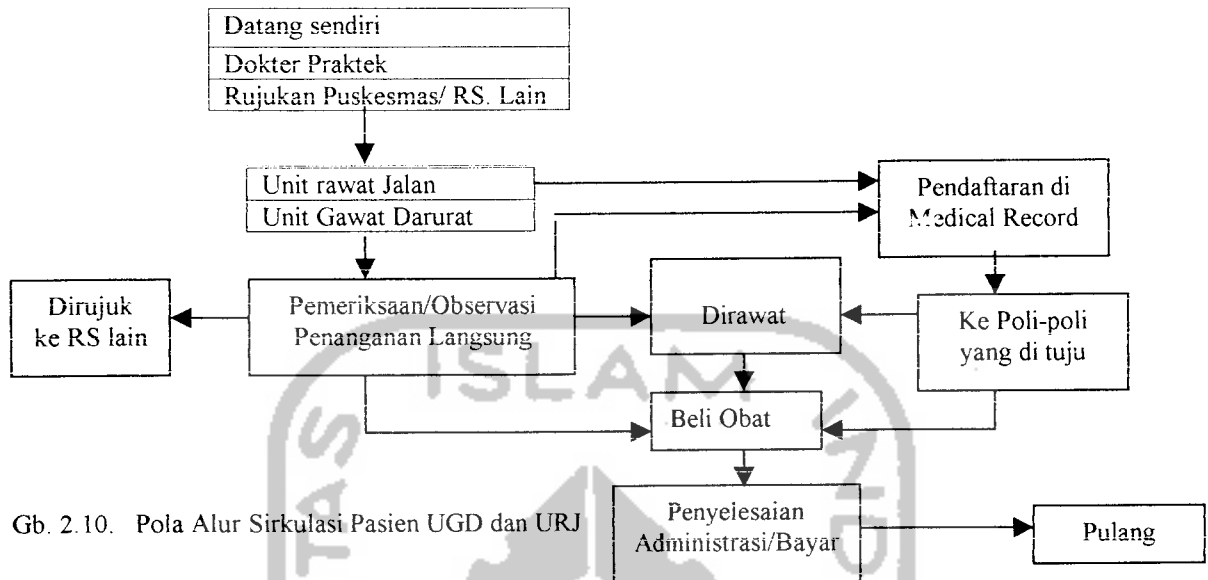 Datang sendiri
Dokter Praktek
Rujukan Puskesmas/ RS. Lain
Unit rawat Jalan
Unit Gawat Darurat
Pendaftaran di
Medical Record
Dirujuk
ke RS lain
Pemeriksaan/Observasi
Penanganan Langsung
Dirawat
Ke Poli-poli
yang di tuju
Beli Obat
Penyelesaian
Administrasi/Bayar
Pulang
Gb. 2.10. Pola Alur Sirkulasi Pasien UGD dan URJ
ISLAM
TAS